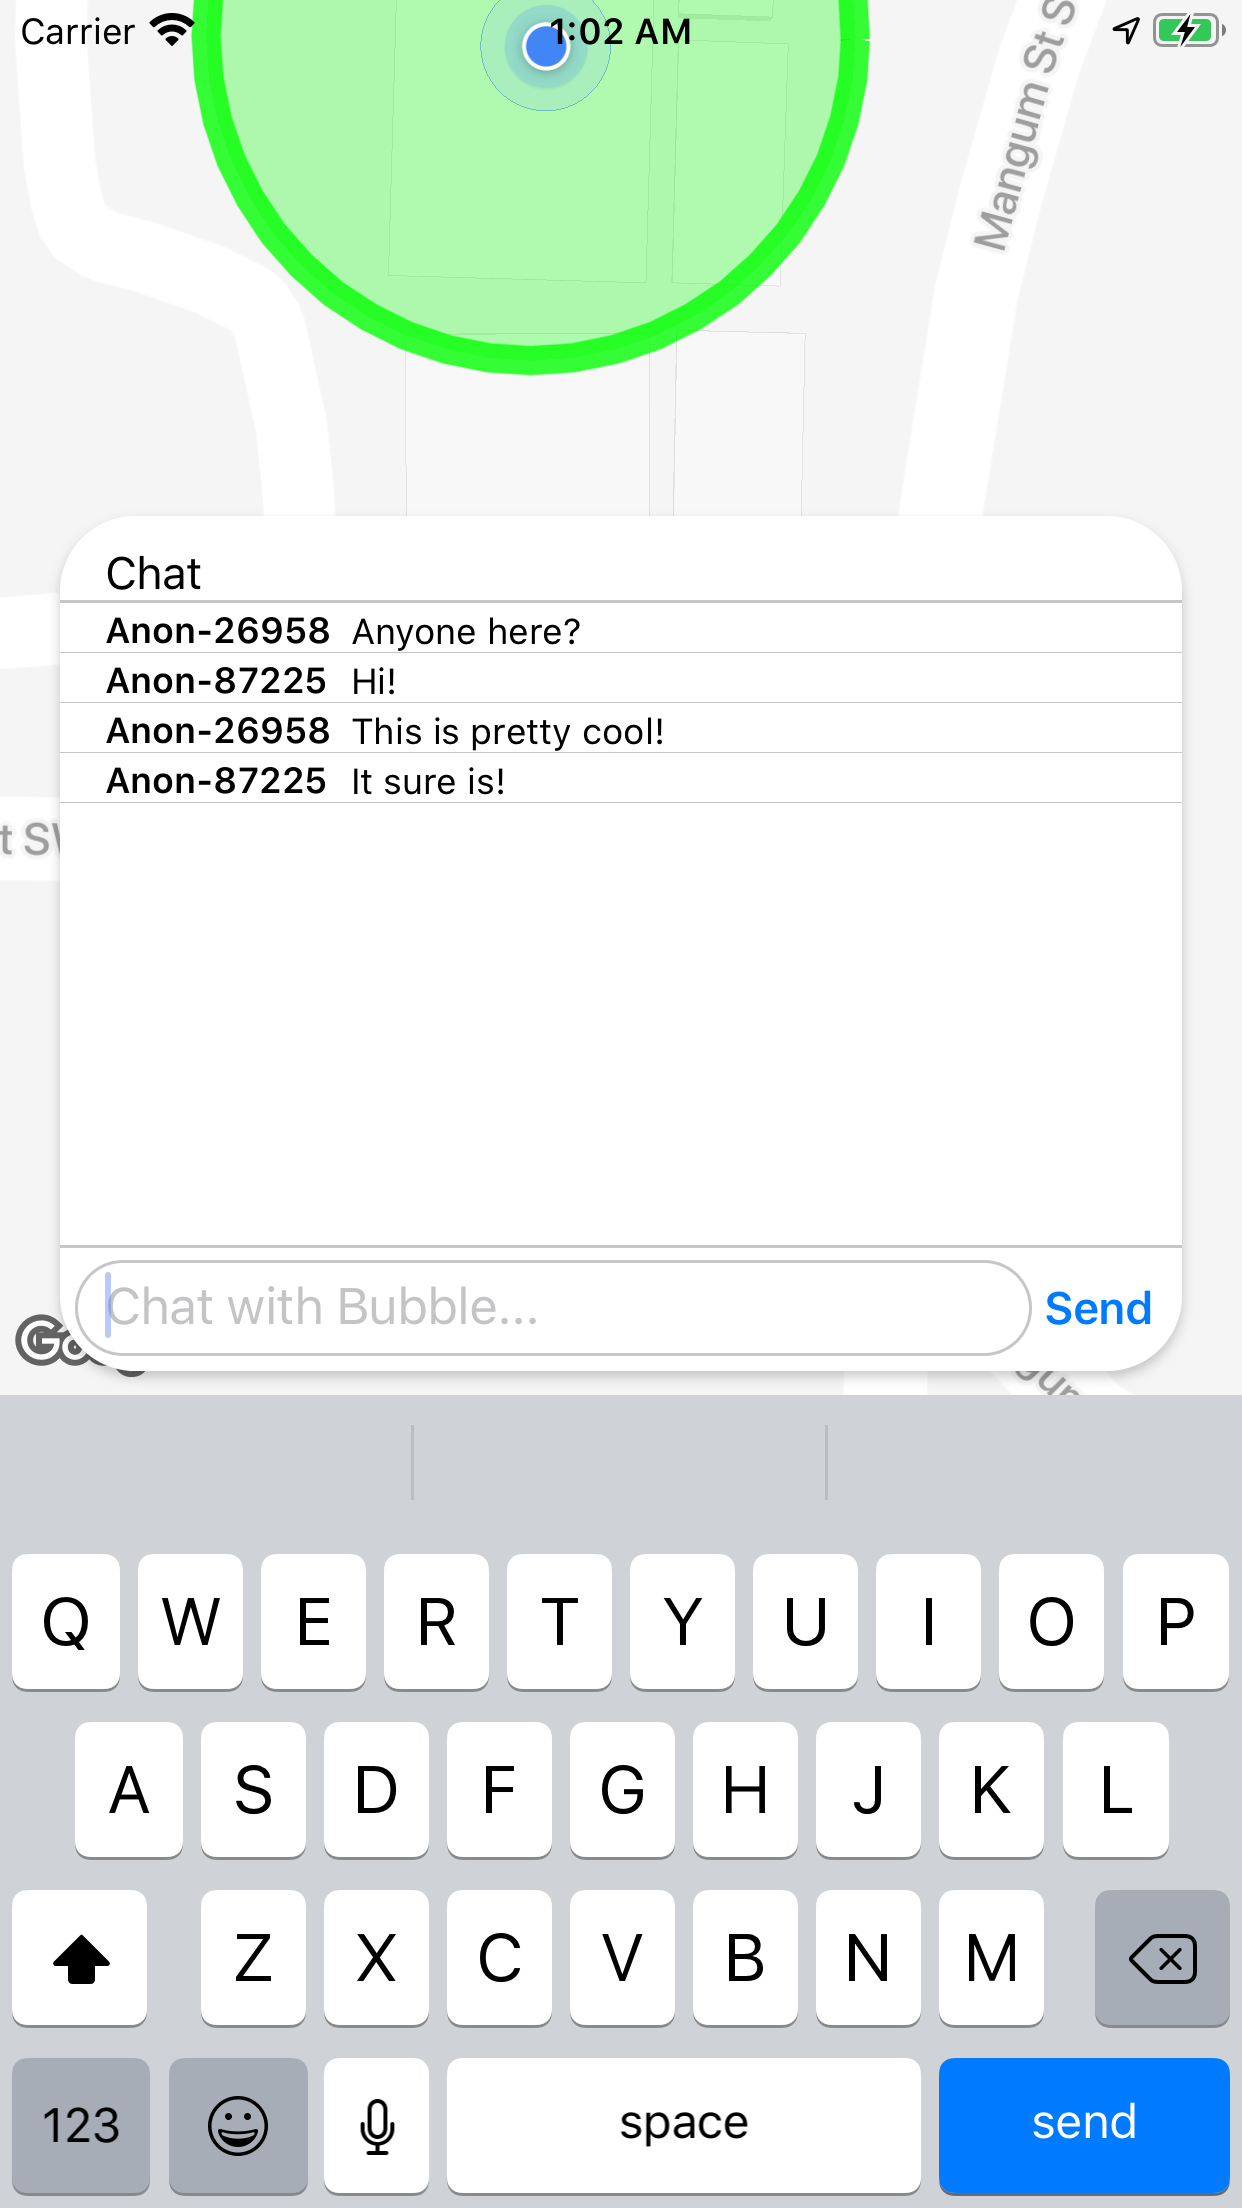 Carrier 1:02 AM
Mangum St S
Chat
Anon-26958 Anyone here?
Anon-87225 Hi!
Anon-26958 This is pretty cool!
Anon-87225 It sure is!
t S
Chat with Bubble...
Send
Q W E R T Y U I O P
A S D F G H J K L
Z X C V B N M
123 space send